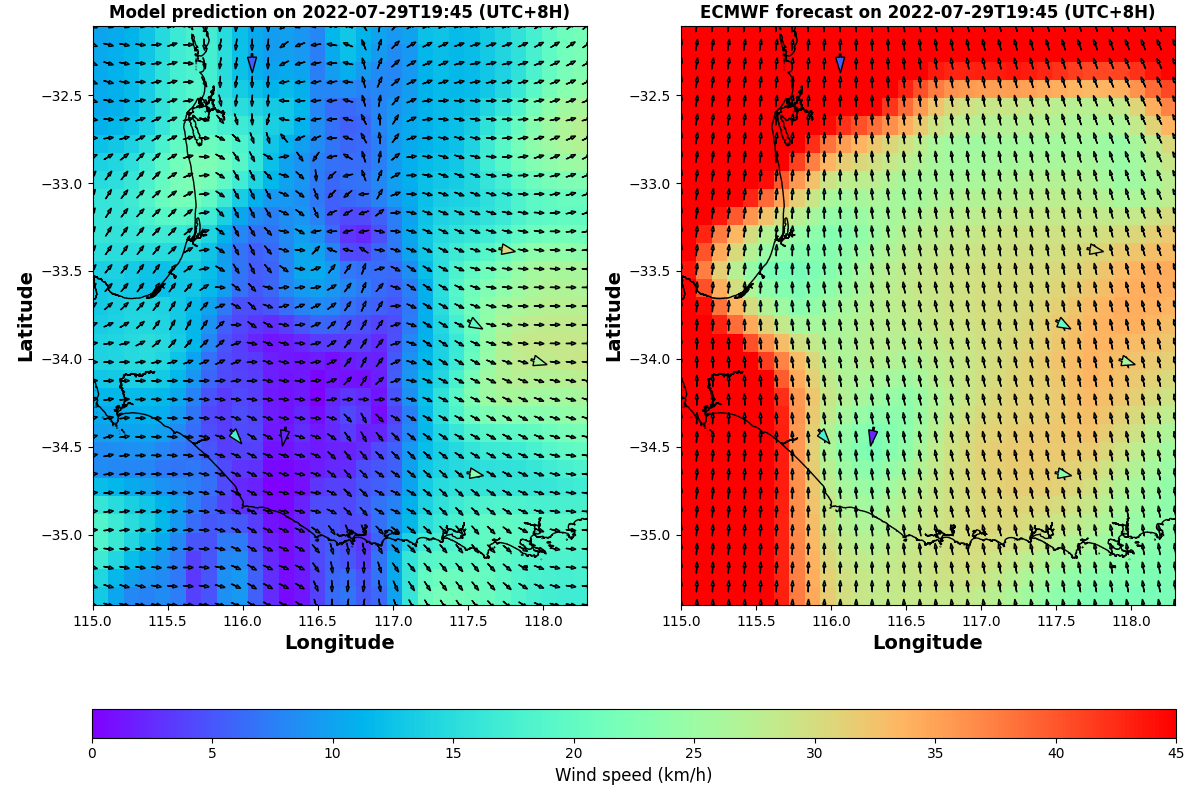 Model prediction on 2022-07-29T19:45 (UTC+8H)
ECMWF forecast on 2022-07-29T19:45 (UTC+8H)
−32.5
−33.0
−33.5
−34.0
−34.5
−35.0
Latitude
−32.5
−33.0
−33.5
−34.0
−34.5
−35.0
Latitude
115.0 115.5 116.0 116.5 117.0 117.5 118.0
115.0 115.5 116.0 116.5 117.0 117.5 118.0
Longitude
Longitude
0 5 10 15 20 25 30 35 40 45
Wind speed (km/h)